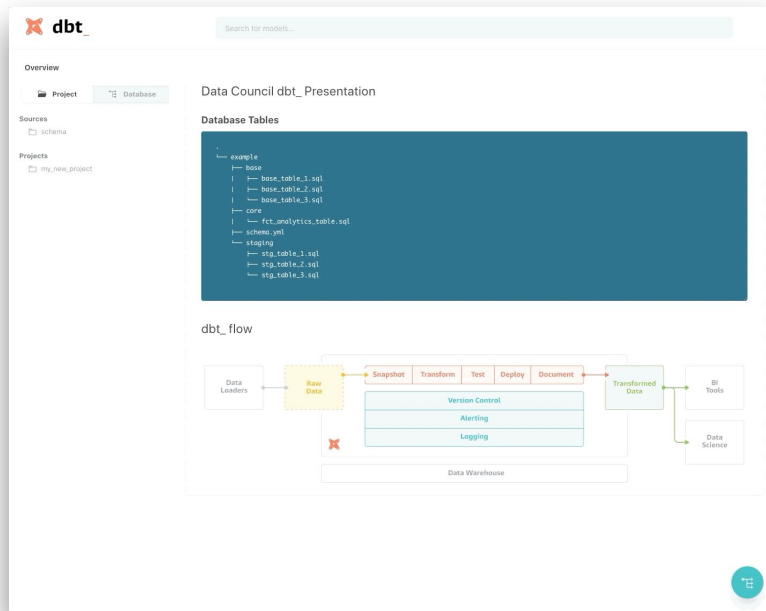 dbt_
Search for models...
Overview
Project
Database
Sources
schema
Projects
my_new_project
Data Council dbt_ Presentation
Database Tables
.
└── example
    ├── base
    |   ├── base_table_1.sql
    |   ├── base_table_2.sql
    |   └── base_table_3.sql
    ├── core
    |   └── fct_analytics_table.sql
    ├── schema.yml
    └── staging
        ├── stg_table_1.sql
        ├── stg_table_2.sql
        └── stg_table_3.sql
dbt_ flow
Data
Loaders
Raw
Data
Snapshot
Transform
Test
Deploy
Document
Version Control
Alerting
Logging
Transformed
Data
BI
Tools
Data
Science
Data Warehouse